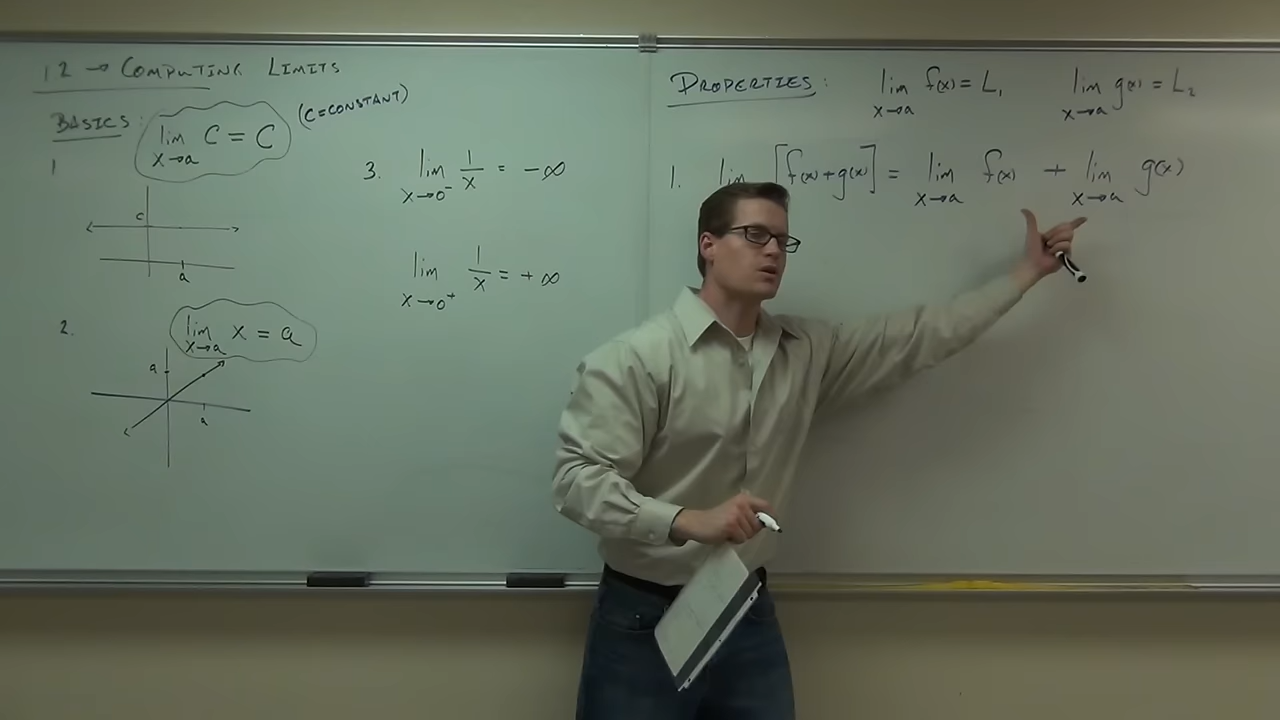 1.2 → COMPUTING LIMITS
BASICS:
1
lim x→a C = C
(C=CONSTANT)
c
a
2.
lim x→a x = a
a
a
3. lim x→0⁻ 1/x = -∞
lim x→0⁺ 1/x = +∞
PROPERTIES: lim x→a f(x) = L₁ lim x→a g(x) = L₂
1. lim [f(x) + g(x)] = lim x→a f(x) + lim x→a g(x)